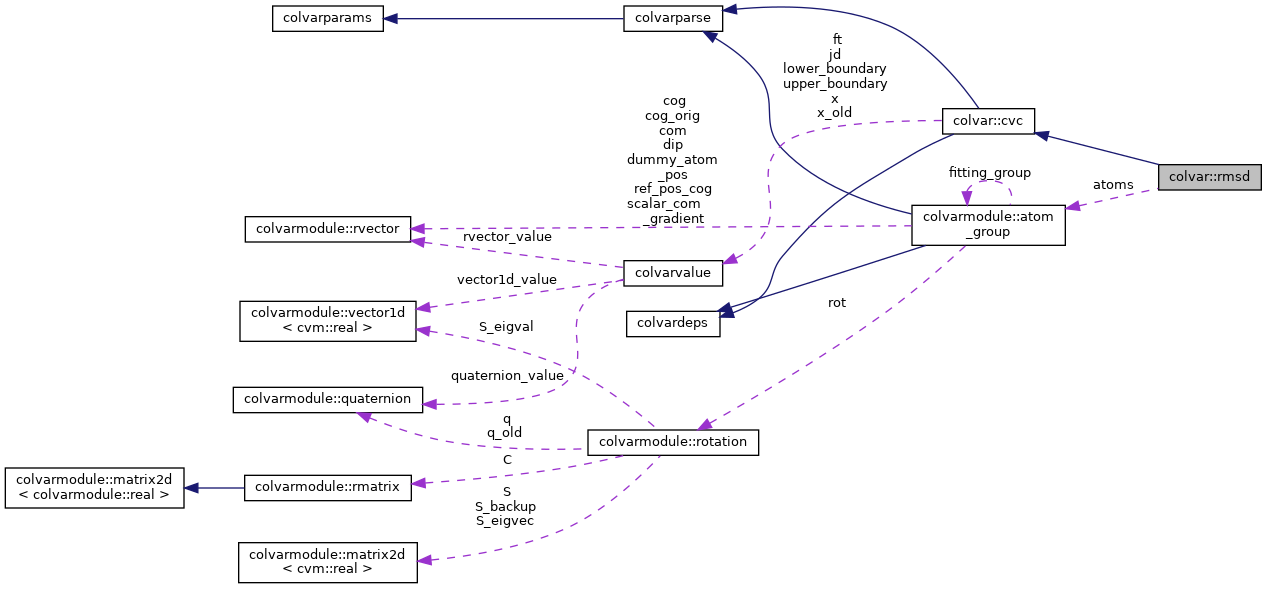 colvarparams
colvarparse
ft
jd
lower_boundary
upper_boundary
x
x_old
cog
cog_orig
com
dip
dummy_atom
_pos
ref_pos_cog
scalar_com
_gradient
colvar::cvc
colvar::rmsd
fitting_group
atoms
colvarmodule::atom
_group
colvarmodule::rvector
rvector_value
colvarvalue
vector1d_value
colvarmodule::vector1d
< cvm::real >
S_eigval
colvardeps
rot
quaternion_value
colvarmodule::quaternion
q
q_old
colvarmodule::rotation
C
colvarmodule::matrix2d
< colvarmodule::real >
colvarmodule::rmatrix
S
S_backup
S_eigvec
colvarmodule::matrix2d
< cvm::real >